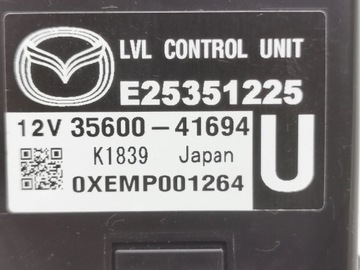 LVL CONTROL UNIT
E25351225
12V 35600-41694
K1839 Japan
0XEMP001264
U